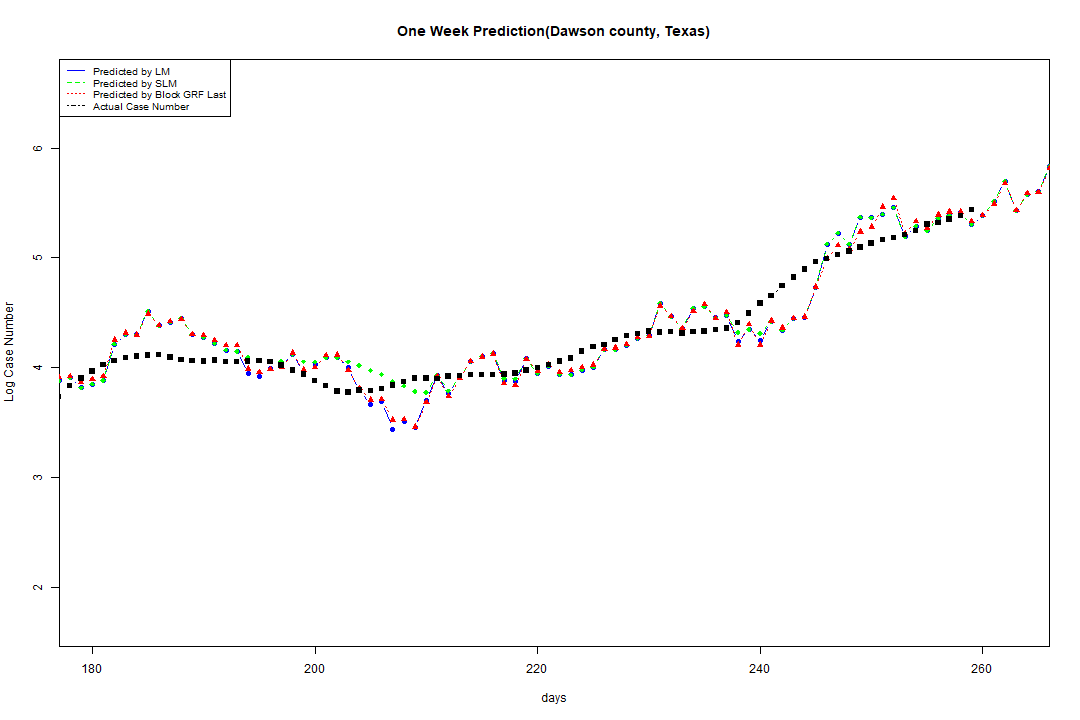 One Week Prediction(Dawson county, Texas)
Predicted by LM
Predicted by SLM
Predicted by Block GRF Last
Actual Case Number
Log Case Number
6
5
4
3
2
180
200
220
240
260
days